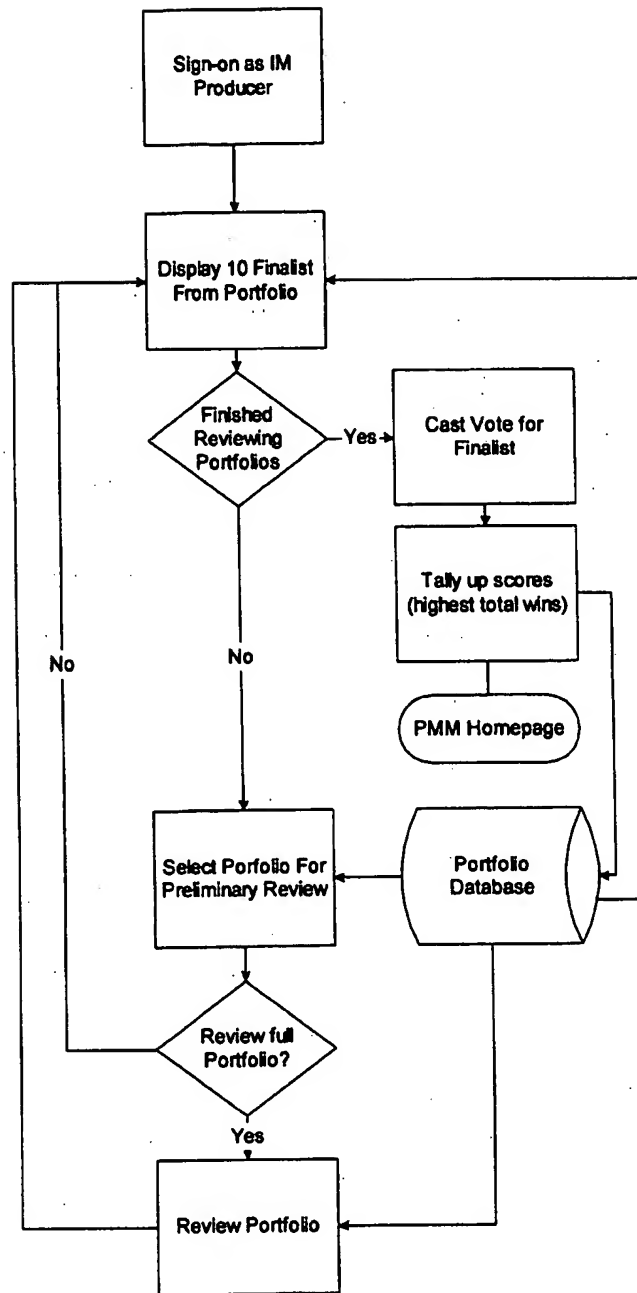 Sign-on as IM
Producer
Display 10 Finalist
From Portfolio
Finished
Reviewing
Portfolios
Yes
Cast Vote for
Finalist
Tally up scores
(highest total wins)
No
No
PMM Homepage
Select Porfolio For
Preliminary Review
Portfolio
Database
Review full
Portfolio?
Yes
Review Portfolio